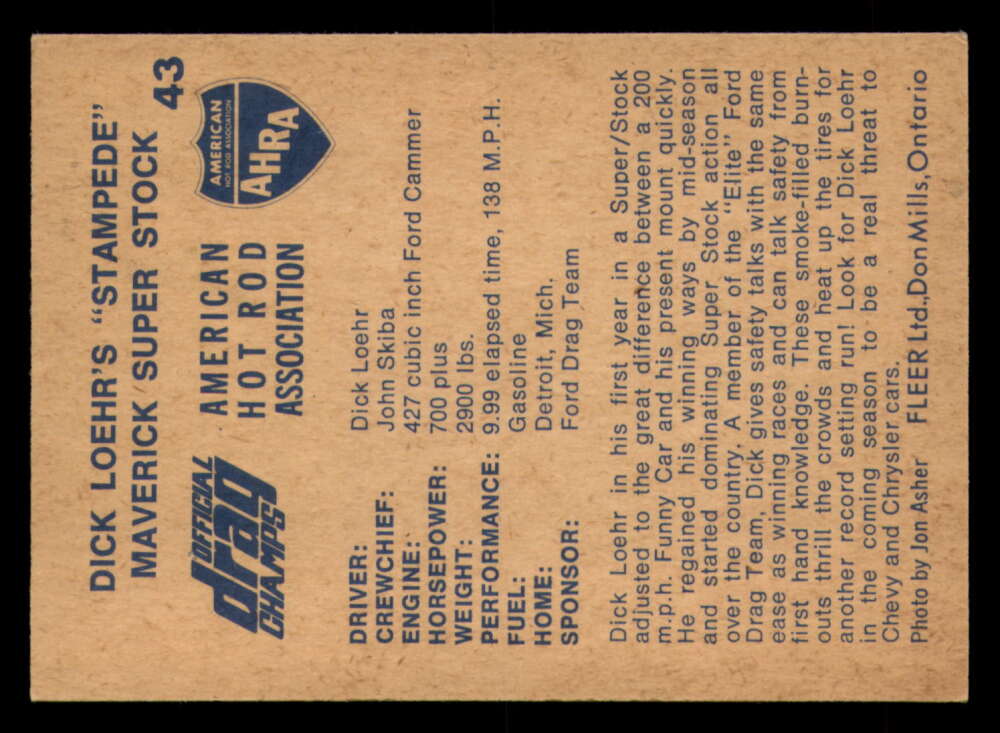 DICK LOEHR'S "STAMPEDE"
MAVERICK SUPER STOCK 43
OFFICIAL
drag
CHAMPS
AMERICAN
HOT ROD
ASSOCIATION
AMERICAN
HOT ROD ASSOCIATION
AHRA
DRIVER: Dick Loehr
CREWCHIEF: John Skiba
ENGINE: 427 cubic inch Ford Cammer
HORSEPOWER: 700 plus
WEIGHT: 2900 lbs.
PERFORMANCE: 9.99 elapsed time, 138 M.P.H.
FUEL: Gasoline
HOME: Detroit, Mich.
SPONSOR: Ford Drag Team
Dick Loehr in his first year in a Super/Stock
adjusted to the great difference between a 200
m.p.h. Funny Car and his present mount quickly.
He regained his winning ways by mid-season
and started dominating Super Stock action all
over the country. A member of the "Elite" Ford
Drag Team, Dick gives safety talks with the same
ease as winning races and can talk safety from
first hand knowledge. These smoke-filled burn-
outs thrill the crowds and heat up the tires for
another record setting run! Look for Dick Loehr
in the coming season to be a real threat to
Chevy and Chrysler cars.
Photo by Jon Asher FLEER Ltd., Don Mills, Ontario